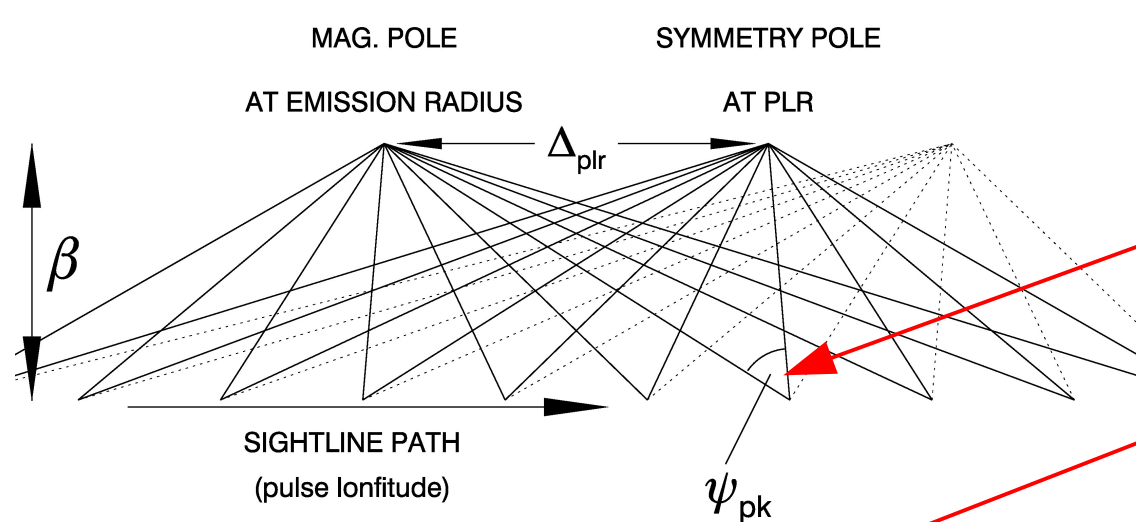 MAG. POLE
AT EMISSION RADIUS
SYMMETRY POLE
AT PLR
Δplr
β
SIGHTLINE PATH
(pulse lonfitude)
ψpk